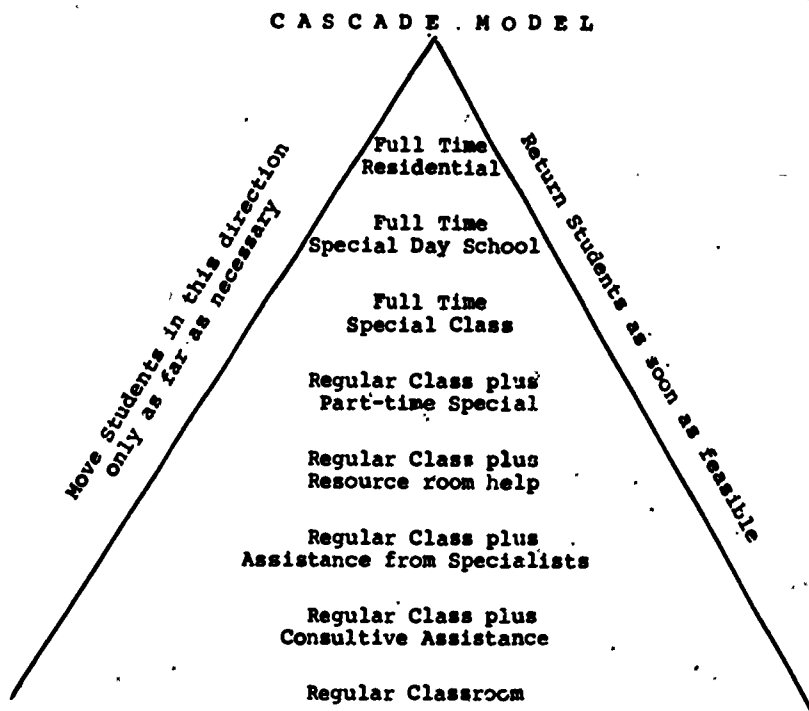 CASCADE MODEL
Full Time
Residential
Full Time
Special Day School
Full Time
Special Class
Regular Class plus
Part-time Special
Regular Class plus
Resource room help
Regular Class plus
Assistance from Specialists
Regular Class plus
Consultive Assistance
Regular Classroom
Move Students in this direction
only as far as necessary
Return Students as soon as feasible